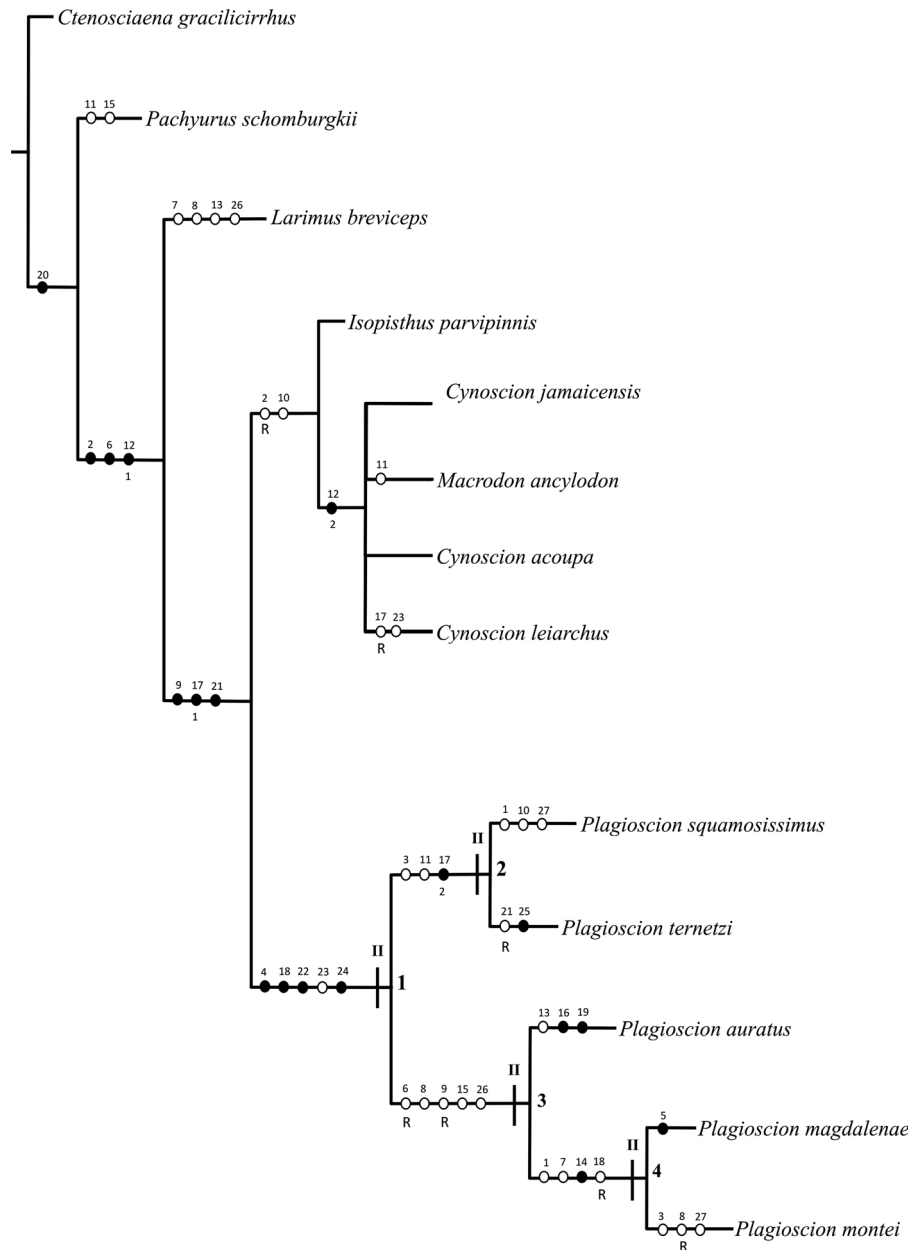 Ctenosciaena gracilicirrhus
11 15
Pachyurus schomburgkii
7 8 13 26
Larimus breviceps
20
Isopisthus parvipinnis
2 10
R
Cynoscion jamaicensis
11
Macrodon ancylodon
2 6 12
1
12
2
Cynoscion acoupa
17 23
R
Cynoscion leiarchus
9 17 21
1
1 10 27
Plagioscion squamosissimus
II
3 11 17
2
2
21 25
R
Plagioscion ternetzi
II
4 18 22 23 24
1
13 16 19
Plagioscion auratus
II
6 8 9 15 26
R R
3
5
Plagioscion magdalenae
II
1 7 14 18
R
4
3 8 27
R
Plagioscion montei